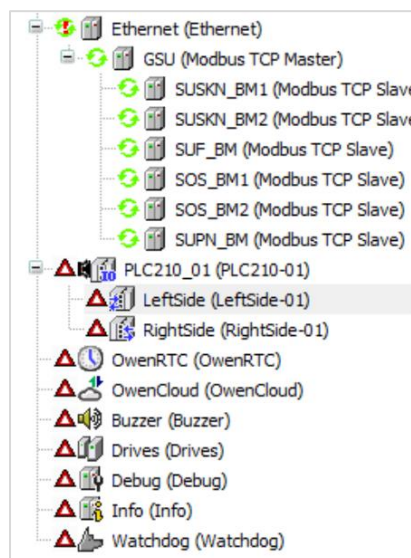 Ethernet (Ethernet)
GSU (Modbus TCP Master)
SUSKN_BM1 (Modbus TCP Slave
SUSKN_BM2 (Modbus TCP Slave
SUF_BM (Modbus TCP Slave)
SOS_BM1 (Modbus TCP Slave)
SOS_BM2 (Modbus TCP Slave)
SUPN_BM (Modbus TCP Slave)
PLC210_01 (PLC210-01)
LeftSide (LeftSide-01)
RightSide (RightSide-01)
OwenRTC (OwenRTC)
OwenCloud (OwenCloud)
Buzzer (Buzzer)
Drives (Drives)
Debug (Debug)
Info (Info)
Watchdog (Watchdog)